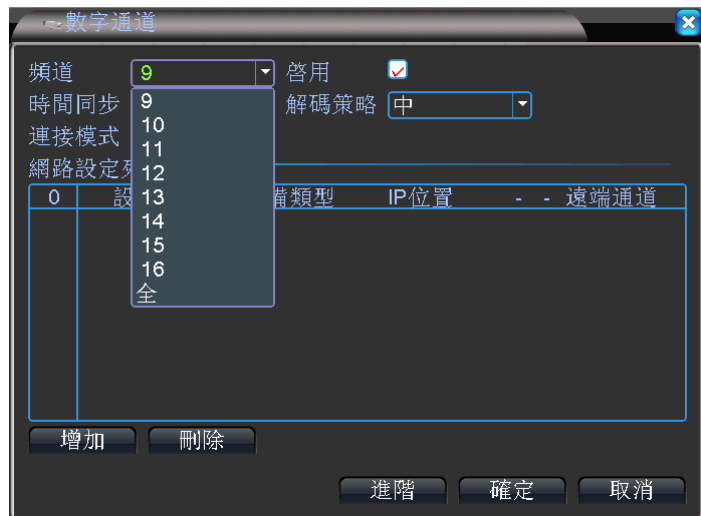 數字通道
頻道 9 啓用
時間同步 解碼策略 中
連接模式
網路設定
9
10
11
12
13
14
15
16
全
0 設 備類型 IP位置 - - 遠端通道
增加 刪除
進階 確定 取消